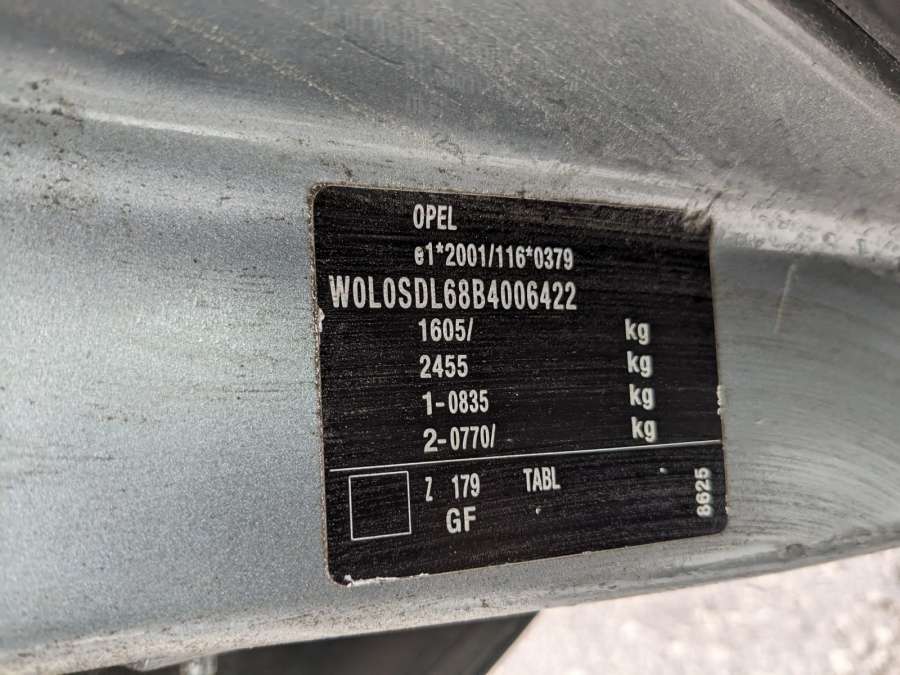 OPEL
e1*2001/116*0379
W0L0SDL68B4006422
1605/ kg
2455 kg
1-0835 kg
2-0770/ kg
Z 179 TABL
GF
8625